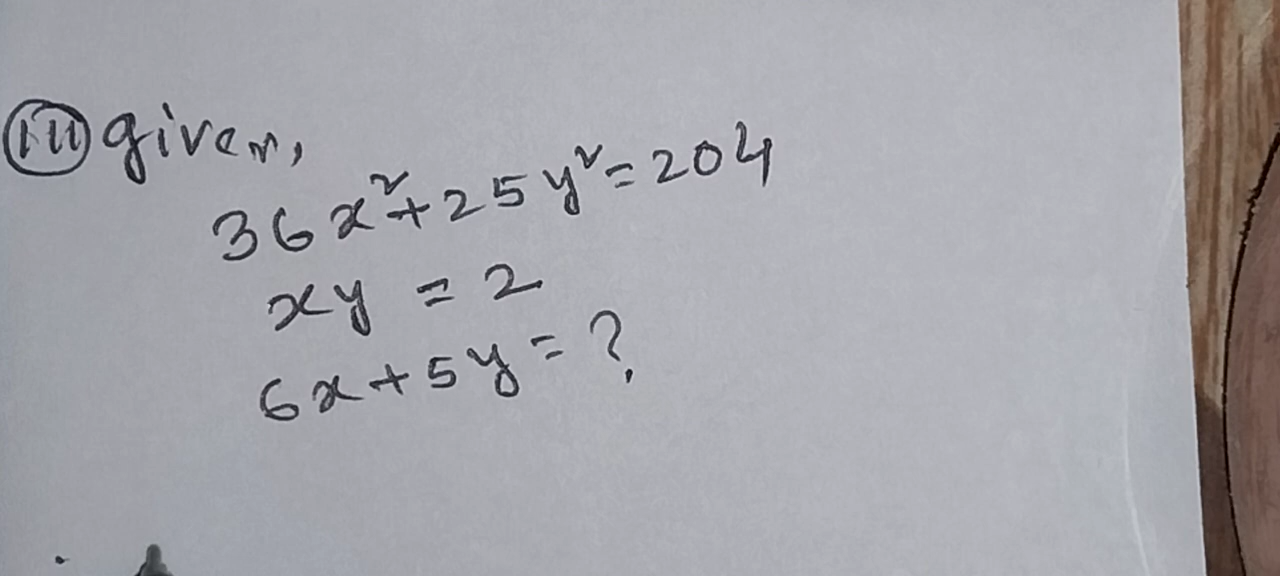 (iii) given,
36x²+25y²=204
xy = 2
6x+5y=?